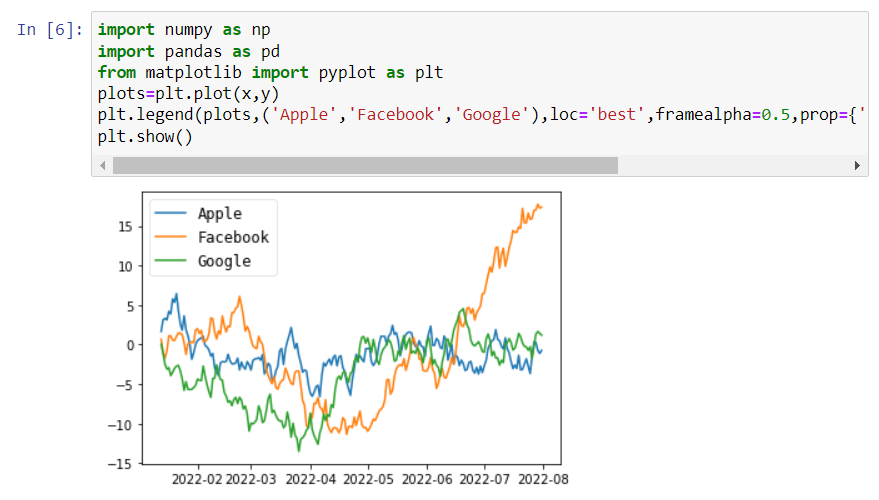 In [6]: import numpy as np
import pandas as pd
from matplotlib import pyplot as plt
plots=plt.plot(x,y)
plt.legend(plots,('Apple','Facebook','Google'),loc='best',framealpha=0.5,prop={'
plt.show()
Apple
Facebook
Google
15
10
5
0
−5
−10
−15
2022-02 2022-03 2022-04 2022-05 2022-06 2022-07 2022-08